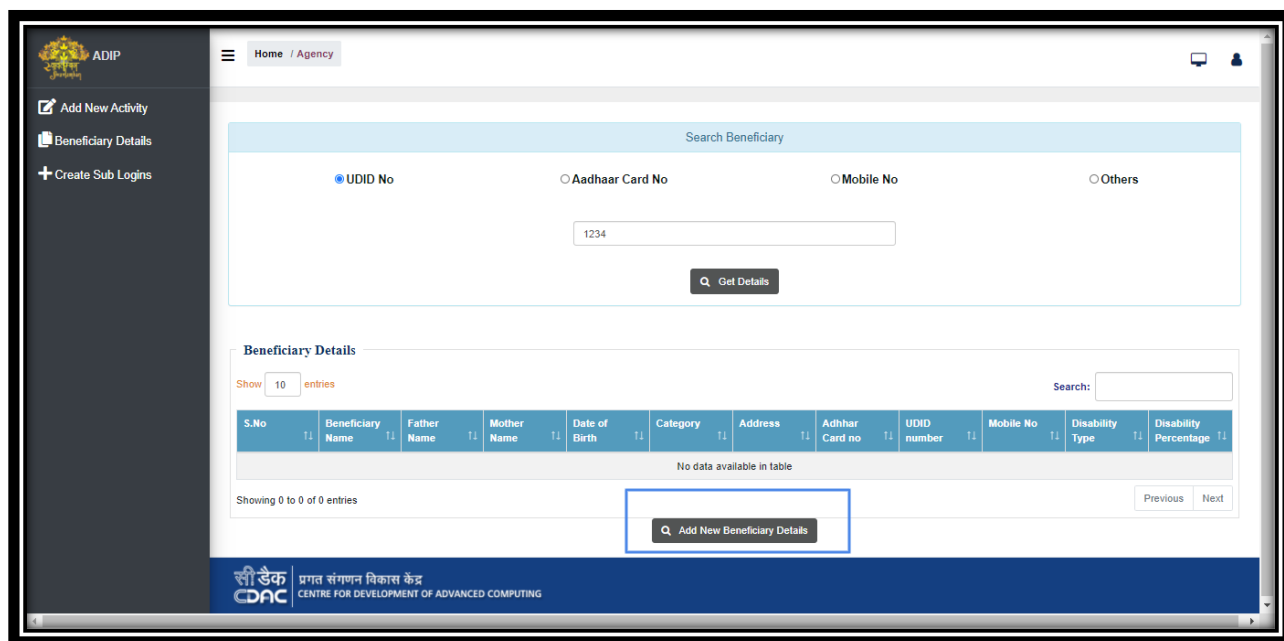 ADIP
Home / Agency
Add New Activity
Beneficiary Details
Create Sub Logins
Search Beneficiary
UDID No Aadhaar Card No Mobile No Others
1234
Get Details
Beneficiary Details
Show 10 entries Search:
S.No Beneficiary Name Father Name Mother Name Date of Birth Category Address Adhhar Card no UDID number Mobile No Disability Type Disability Percentage
No data available in table
Showing 0 to 0 of 0 entries Previous Next
Add New Beneficiary Details
सी डैक प्रगत संगणन विकास केंद्र
CDAC CENTRE FOR DEVELOPMENT OF ADVANCED COMPUTING